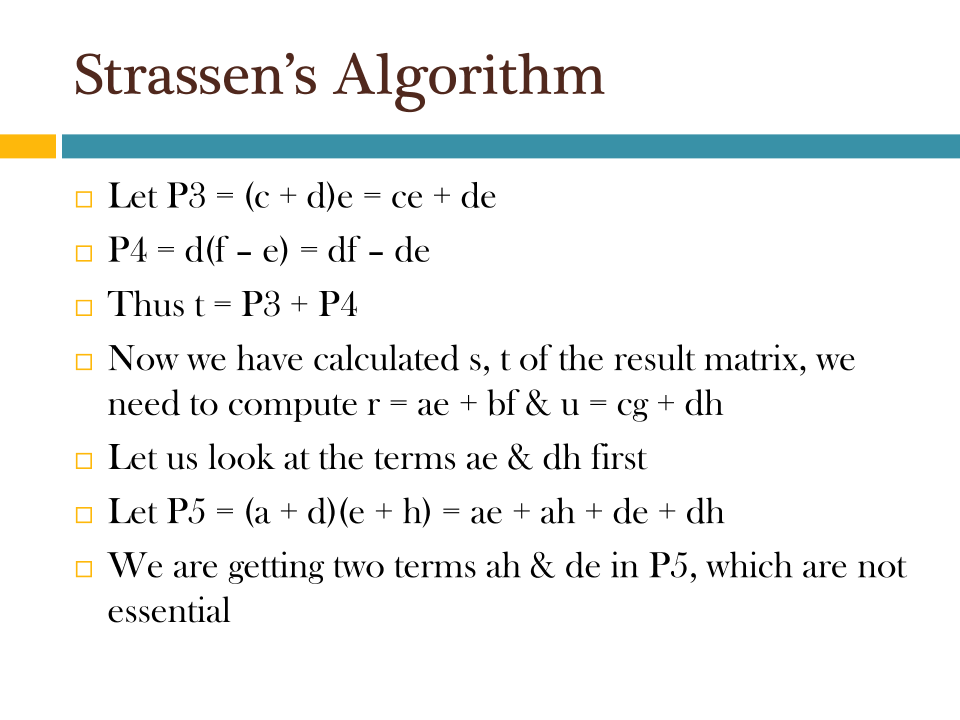 Strassen’s Algorithm
Let P3 = (c + d)e = ce + de
P4 = d(f – e) = df – de
Thus t = P3 + P4
Now we have calculated s, t of the result matrix, we
need to compute r = ae + bf & u = cg + dh
Let us look at the terms ae & dh first
Let P5 = (a + d)(e + h) = ae + ah + de + dh
We are getting two terms ah & de in P5, which are not
essential